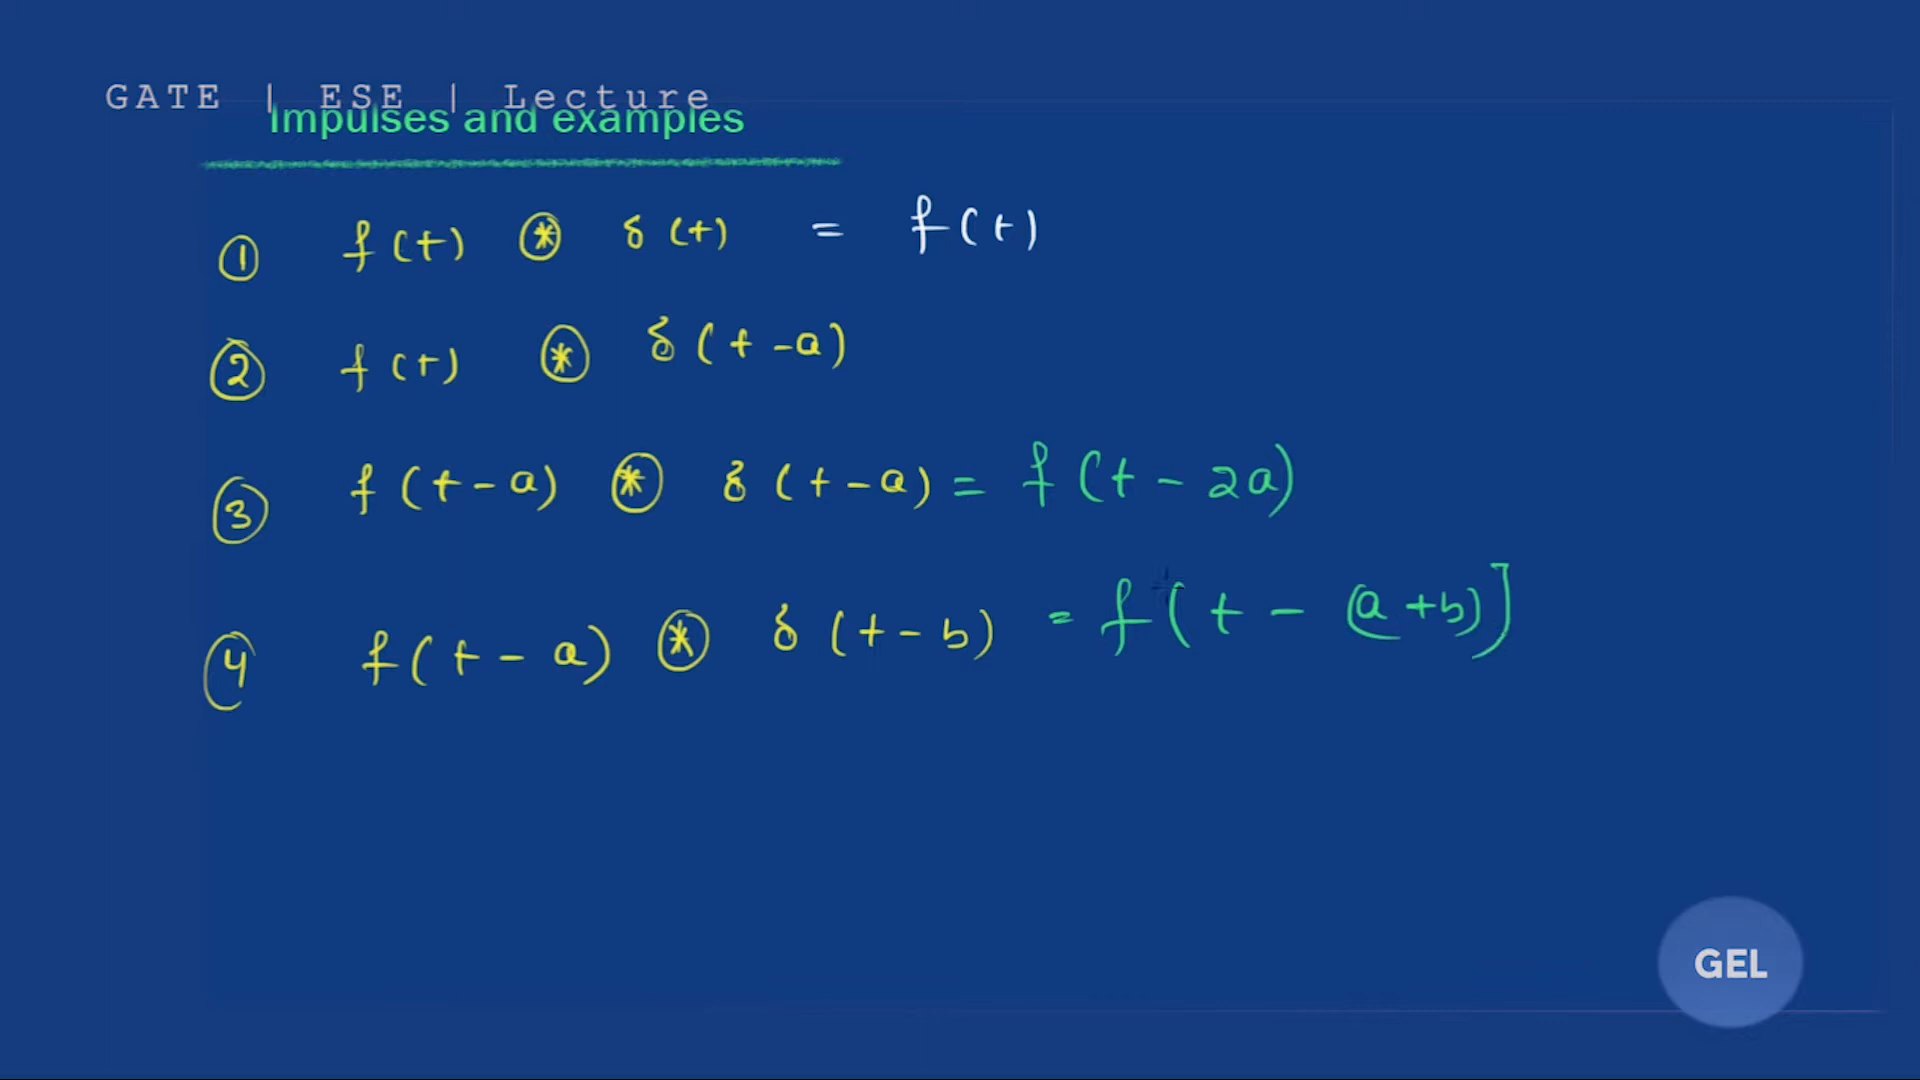 GATE | ESE | Lecture
Impulses and examples
① f(t) ⊛ δ(t) = f(t)
② f(t) ⊛ δ(t-a)
③ f(t-a) ⊛ δ(t-a) = f(t-2a)
④ f(t-a) ⊛ δ(t-b) = f(t-(a+b)]
GEL